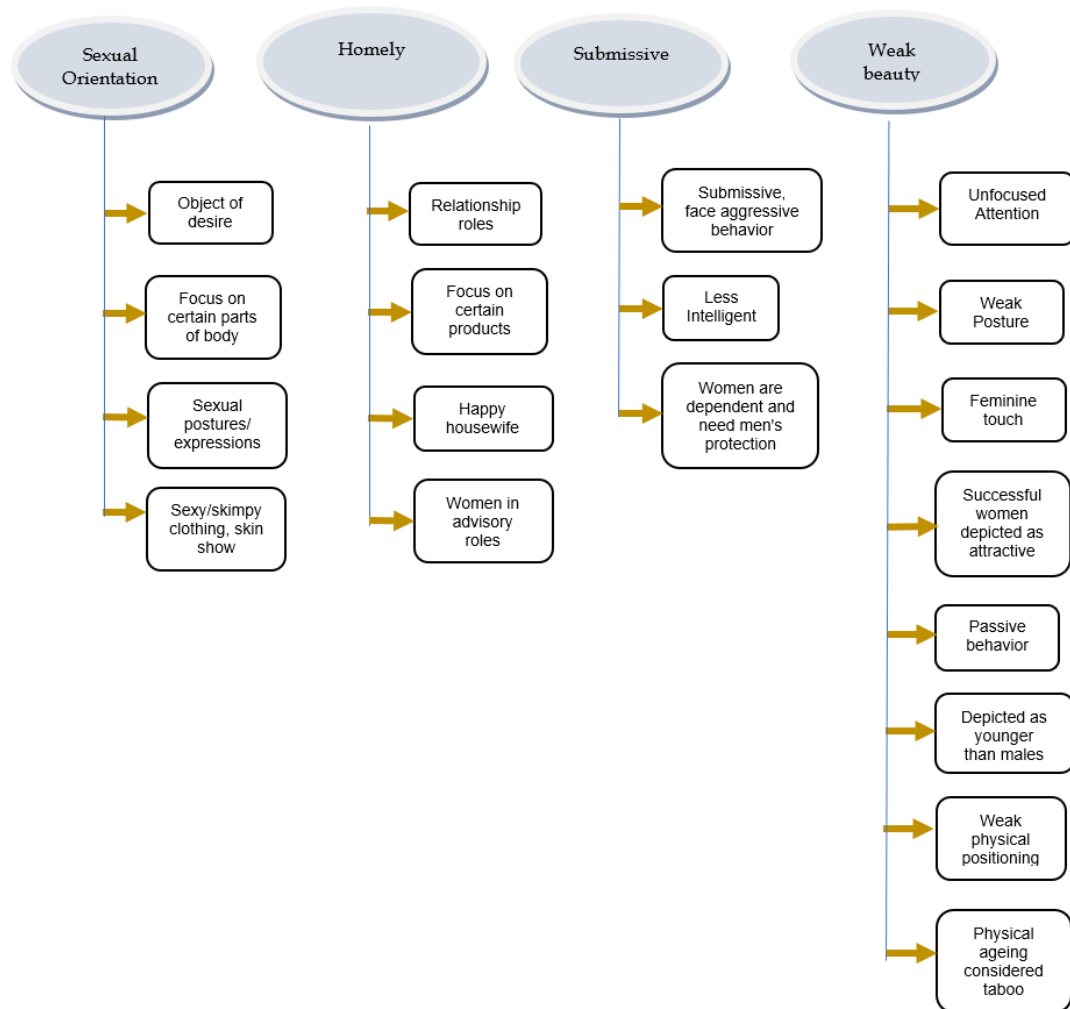 Sexual
Orientation
Object of
desire
Focus on
certain parts
of body
Sexual
postures/
expressions
Sexy/skimpy
clothing, skin
show
Homely
Relationship
roles
Focus on
certain
products
Happy
housewife
Women in
advisory
roles
Submissive
Submissive,
face aggressive
behavior
Less
Intelligent
Women are
dependent and
need men's
protection
Weak
beauty
Unfocused
Attention
Weak
Posture
Feminine
touch
Successful
women
depicted as
attractive
Passive
behavior
Depicted as
younger
than males
Weak
physical
positioning
Physical
ageing
considered
taboo